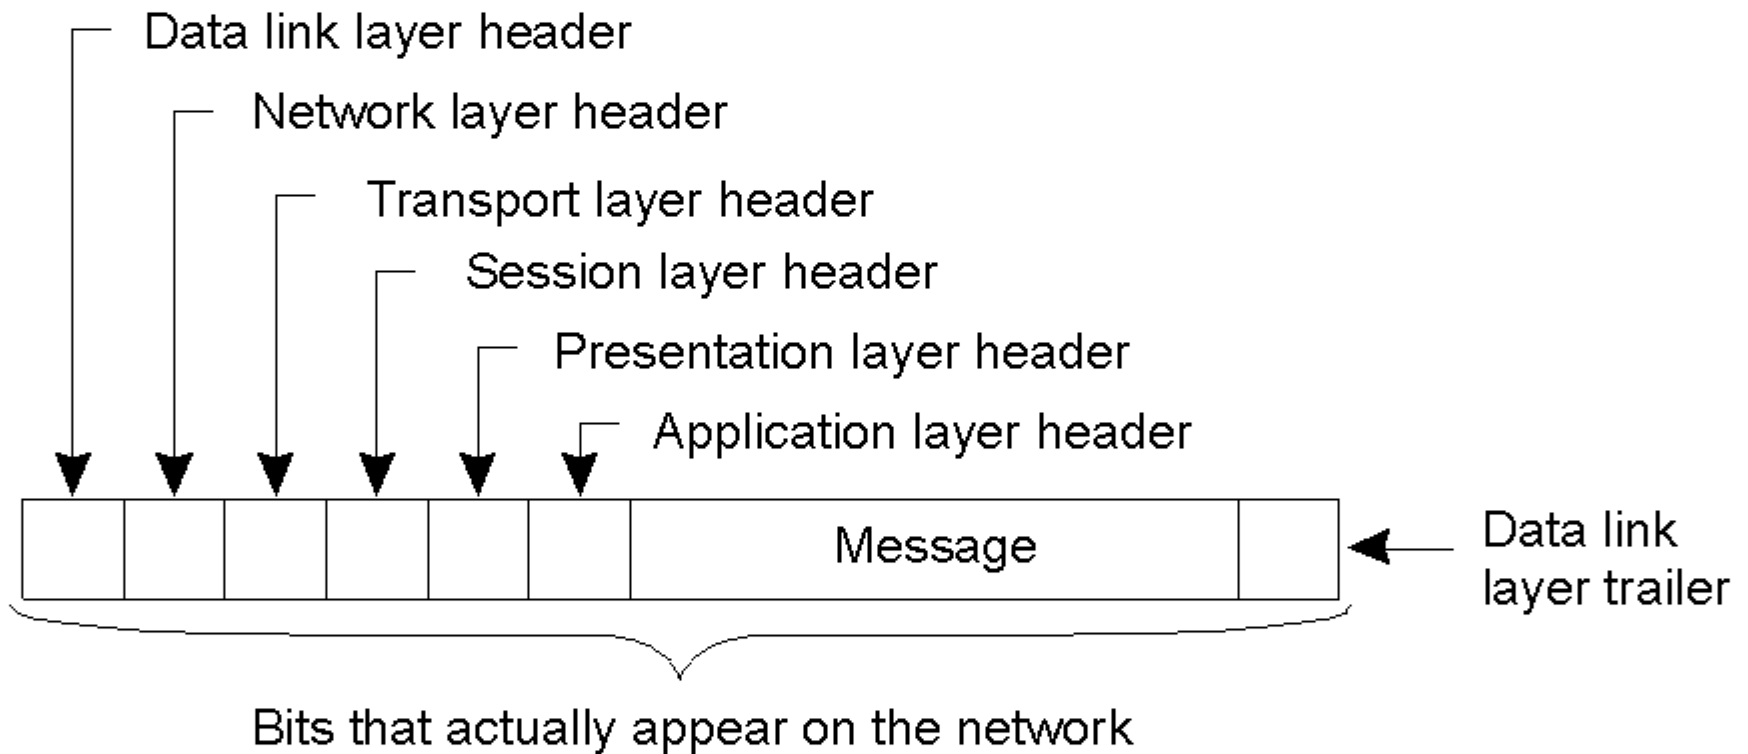 Data link layer header
Network layer header
Transport layer header
Session layer header
Presentation layer header
Application layer header
Message
Data link
layer trailer
Bits that actually appear on the network